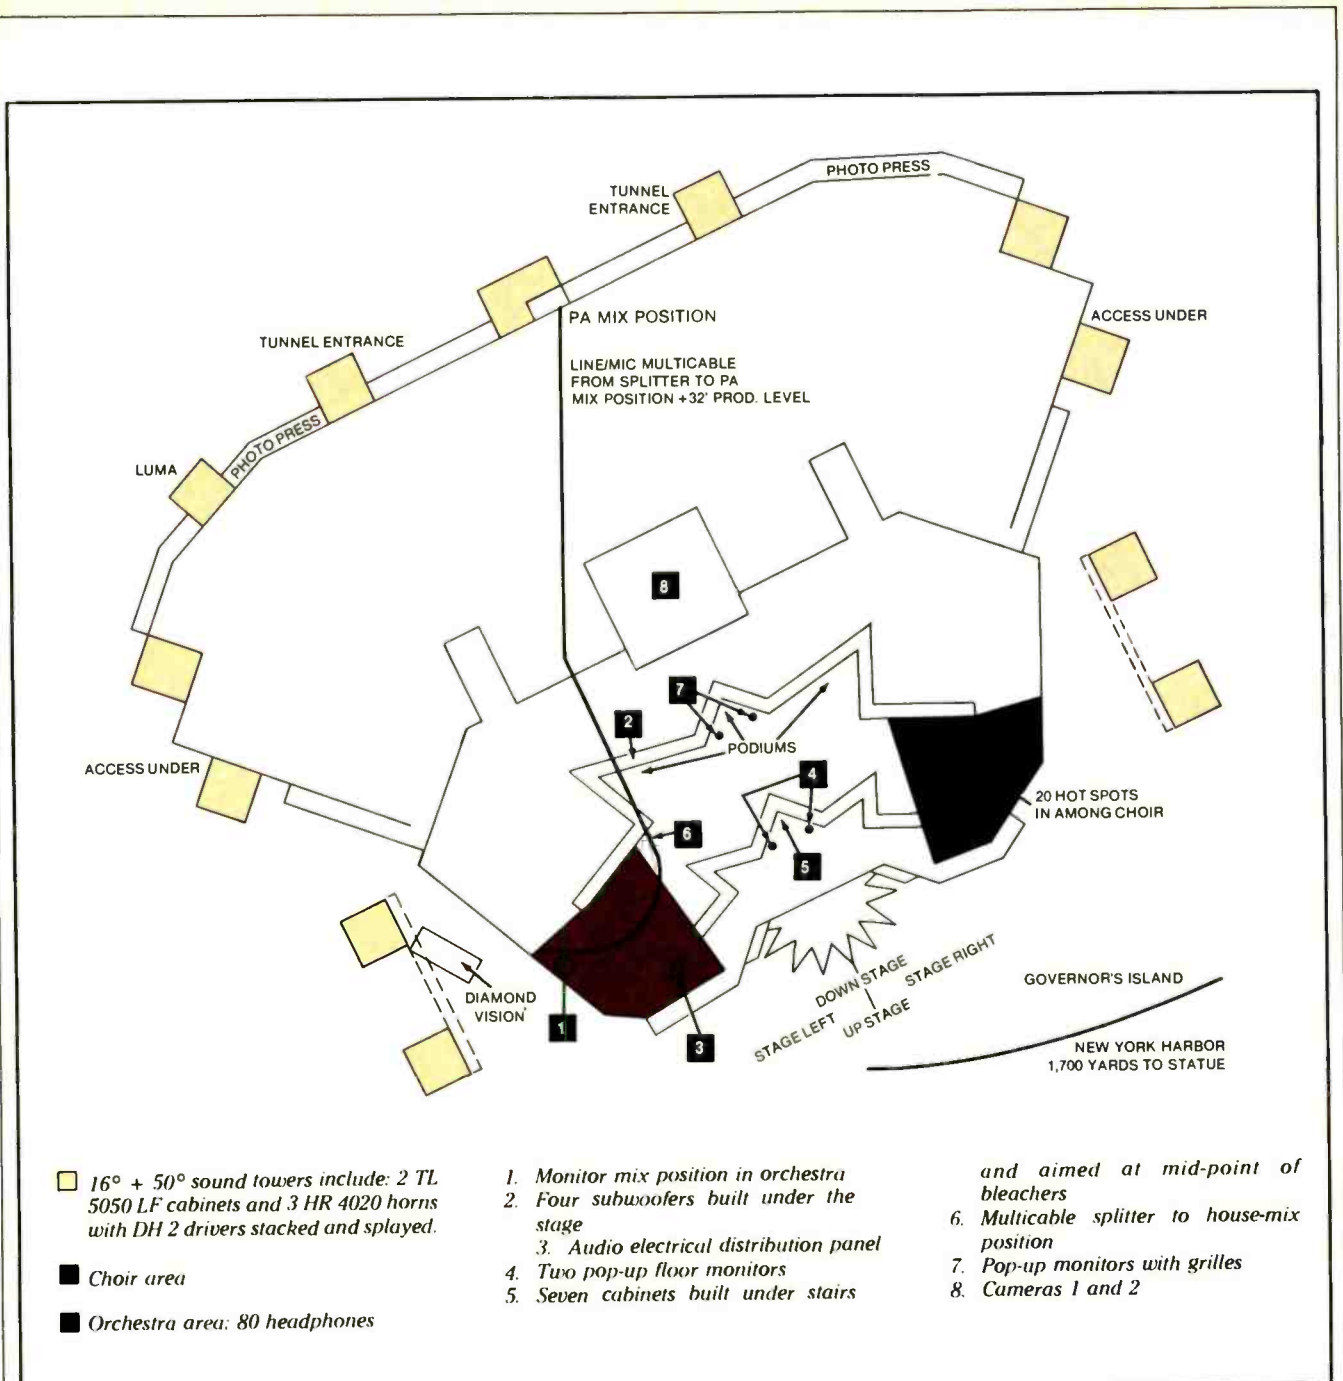 PHOTO PRESS
TUNNEL
ENTRANCE
PA MIX POSITION
ACCESS UNDER
TUNNEL ENTRANCE
LINE/MIC MULTICABLE
FROM SPLITTER TO PA
MIX POSITION +32' PROD. LEVEL
PHOTO PRESS
LUMA
8
7
2
PODIUMS
ACCESS UNDER
4
20 HOT SPOTS
IN AMONG CHOIR
6
5
DIAMOND
VISION
DOWN STAGE
STAGE RIGHT
STAGE LEFT
UP STAGE
GOVERNOR'S ISLAND
1
3
NEW YORK HARBOR
1,700 YARDS TO STATUE
16° + 50° sound towers include: 2 TL
5050 LF cabinets and 3 HR 4020 horns
with DH 2 drivers stacked and splayed.
Choir area
Orchestra area: 80 headphones
1. Monitor mix position in orchestra
2. Four subwoofers built under the
stage
3. Audio electrical distribution panel
4. Two pop-up floor monitors
5. Seven cabinets built under stairs
and aimed at mid-point of
bleachers
6. Multicable splitter to house-mix
position
7. Pop-up monitors with grilles
8. Cameras 1 and 2